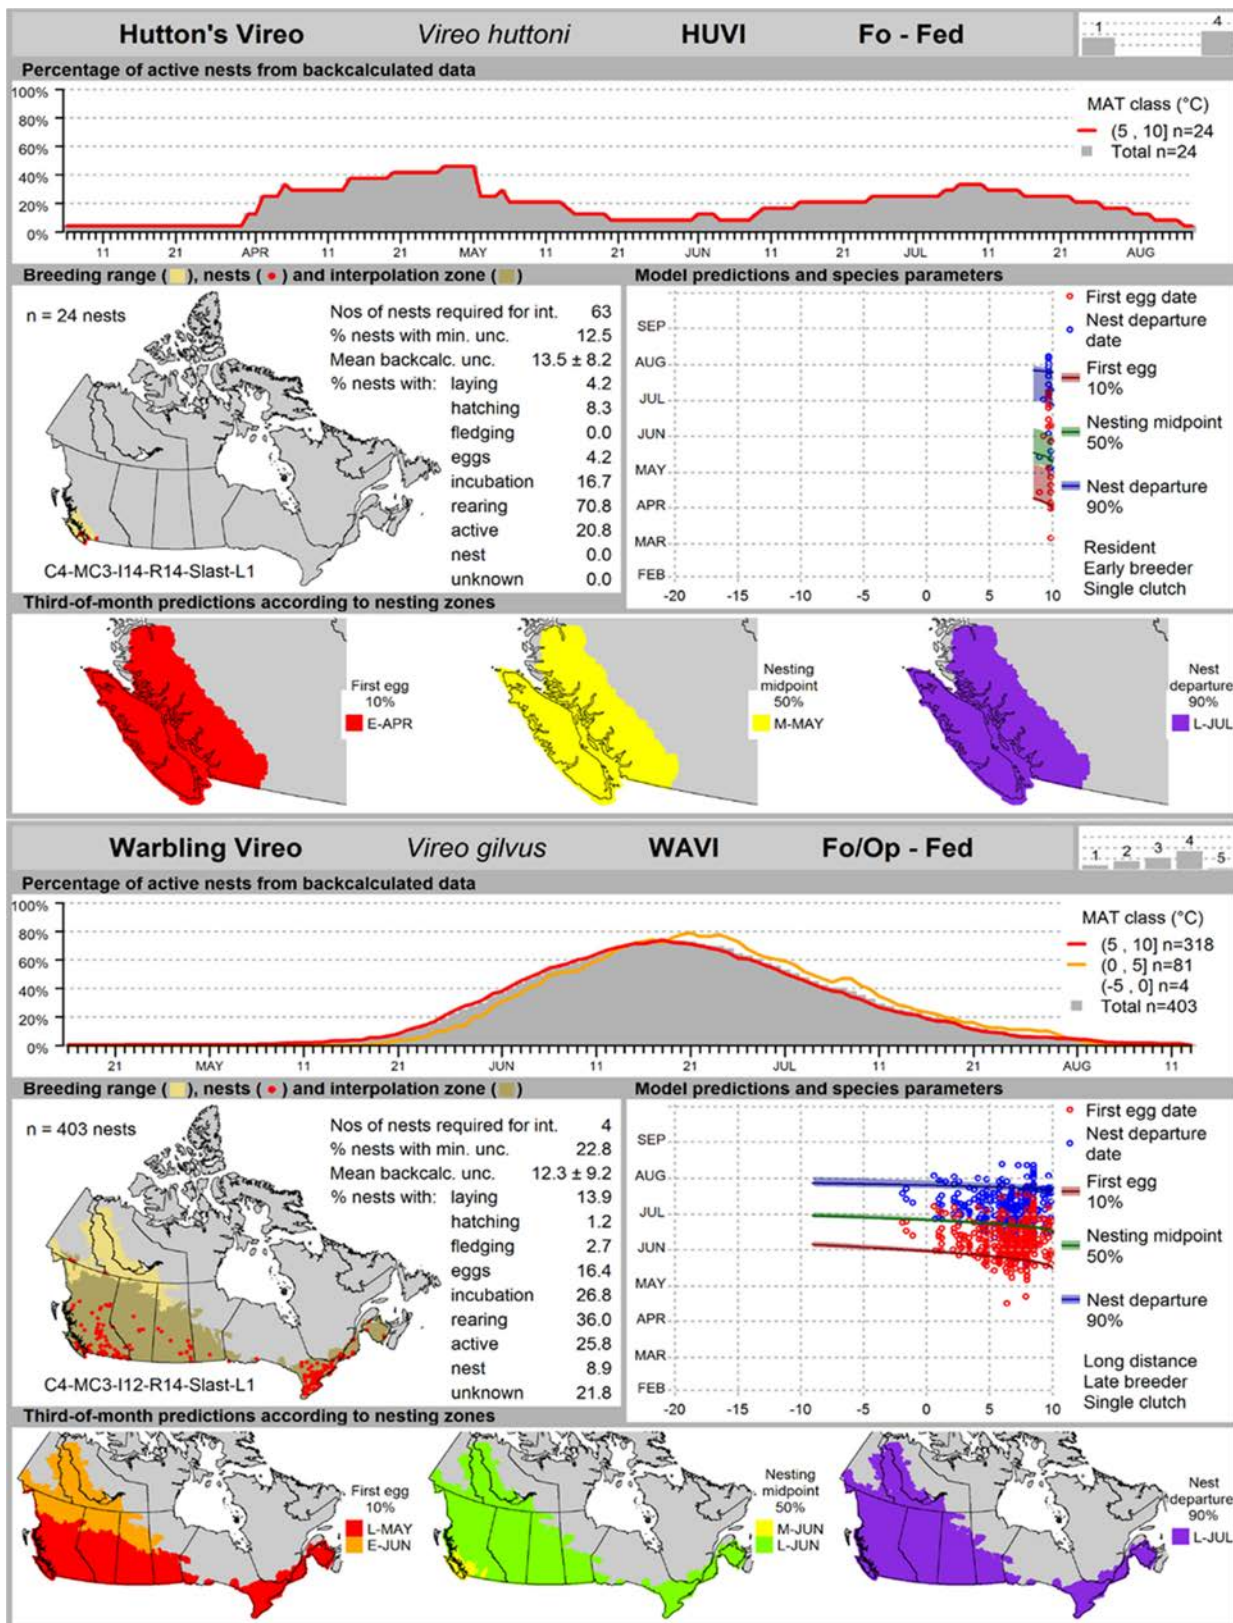 Hutton's Vireo Vireo huttoni HUVI Fo - Fed
1 4
Percentage of active nests from backcalculated data
100%
80%
60%
40%
20%
0%
MAT class (°C)
(5 , 10] n=24
Total n=24
11 21 APR 11 21 MAY 11 21 JUN 11 21 JUL 11 21 AUG
Breeding range ( ), nests ( ) and interpolation zone ( )
n = 24 nests
Nos of nests required for int. 63
% nests with min. unc. 12.5
Mean backcalc. unc. 13.5 ± 8.2
% nests with: laying 4.2
hatching 8.3
fledging 0.0
eggs 4.2
incubation 16.7
rearing 70.8
active 20.8
nest 0.0
unknown 0.0
C4-MC3-I14-R14-Slast-L1
Model predictions and species parameters
SEP
AUG
JUL
JUN
MAY
APR
MAR
FEB
-20 -15 -10 -5 0 5 10
First egg date
Nest departure
date
First egg
10%
Nesting midpoint
50%
Nest departure
90%
Resident
Early breeder
Single clutch
Third-of-month predictions according to nesting zones
First egg
10%
E-APR
Nesting
midpoint
50%
M-MAY
Nest
departure
90%
L-JUL
Warbling Vireo Vireo gilvus WAVI Fo/Op - Fed
1 2 3 4 5
Percentage of active nests from backcalculated data
100%
80%
60%
40%
20%
0%
MAT class (°C)
(5 , 10] n=318
(0 , 5] n=81
(-5 , 0] n=4
Total n=403
21 MAY 11 21 JUN 11 21 JUL 11 21 AUG 11
Breeding range ( ), nests ( ) and interpolation zone ( )
n = 403 nests
Nos of nests required for int. 4
% nests with min. unc. 22.8
Mean backcalc. unc. 12.3 ± 9.2
% nests with: laying 13.9
hatching 1.2
fledging 2.7
eggs 16.4
incubation 26.8
rearing 36.0
active 25.8
nest 8.9
unknown 21.8
C4-MC3-I12-R14-Slast-L1
Model predictions and species parameters
SEP
AUG
JUL
JUN
MAY
APR
MAR
FEB
-20 -15 -10 -5 0 5 10
First egg date
Nest departure
date
First egg
10%
Nesting midpoint
50%
Nest departure
90%
Long distance
Late breeder
Single clutch
Third-of-month predictions according to nesting zones
First egg
10%
L-MAY
E-JUN
Nesting
midpoint
50%
M-JUN
L-JUN
Nest
departure
90%
L-JUL